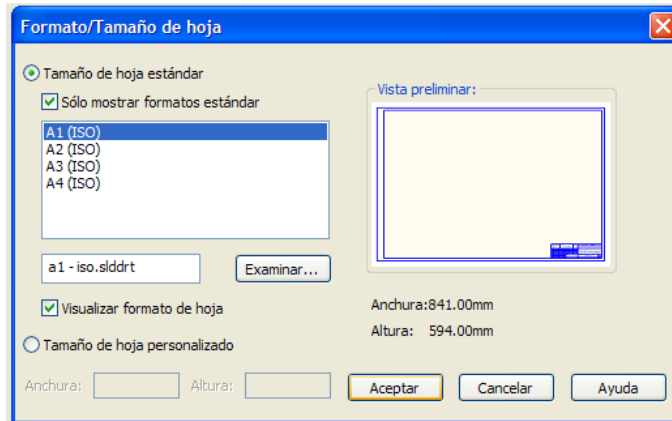 Formato/Tamaño de hoja
Tamaño de hoja estándar
Sólo mostrar formatos estándar
A1 (ISO)
A2 (ISO)
A3 (ISO)
A4 (ISO)
a1 - iso.slddrt
Examinar...
Visualizar formato de hoja
Tamaño de hoja personalizado
Anchura:
Altura:
Vista preliminar:
Anchura:841.00mm
Altura: 594.00mm
Aceptar
Cancelar
Ayuda